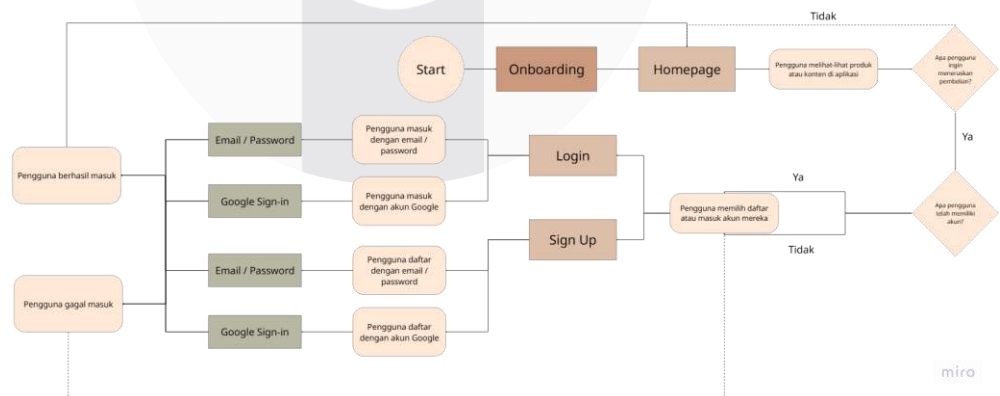 Tidak
Start
Onboarding
Homepage
Pengguna melihat-lihat produk
atau konten di aplikasi
Apa pengguna
ingin
meneruskan
pembelian?
Ya
Email / Password
Pengguna masuk
dengan email /
password
Login
Pengguna berhasil masuk
Google Sign-in
Pengguna masuk
dengan akun Google
Ya
Pengguna memilih daftar
atau masuk akun mereka
Apa pengguna
telah memiliki
akun?
Tidak
Sign Up
Email / Password
Pengguna daftar
dengan email /
password
Pengguna gagal masuk
Google Sign-in
Pengguna daftar
dengan akun Google
miro